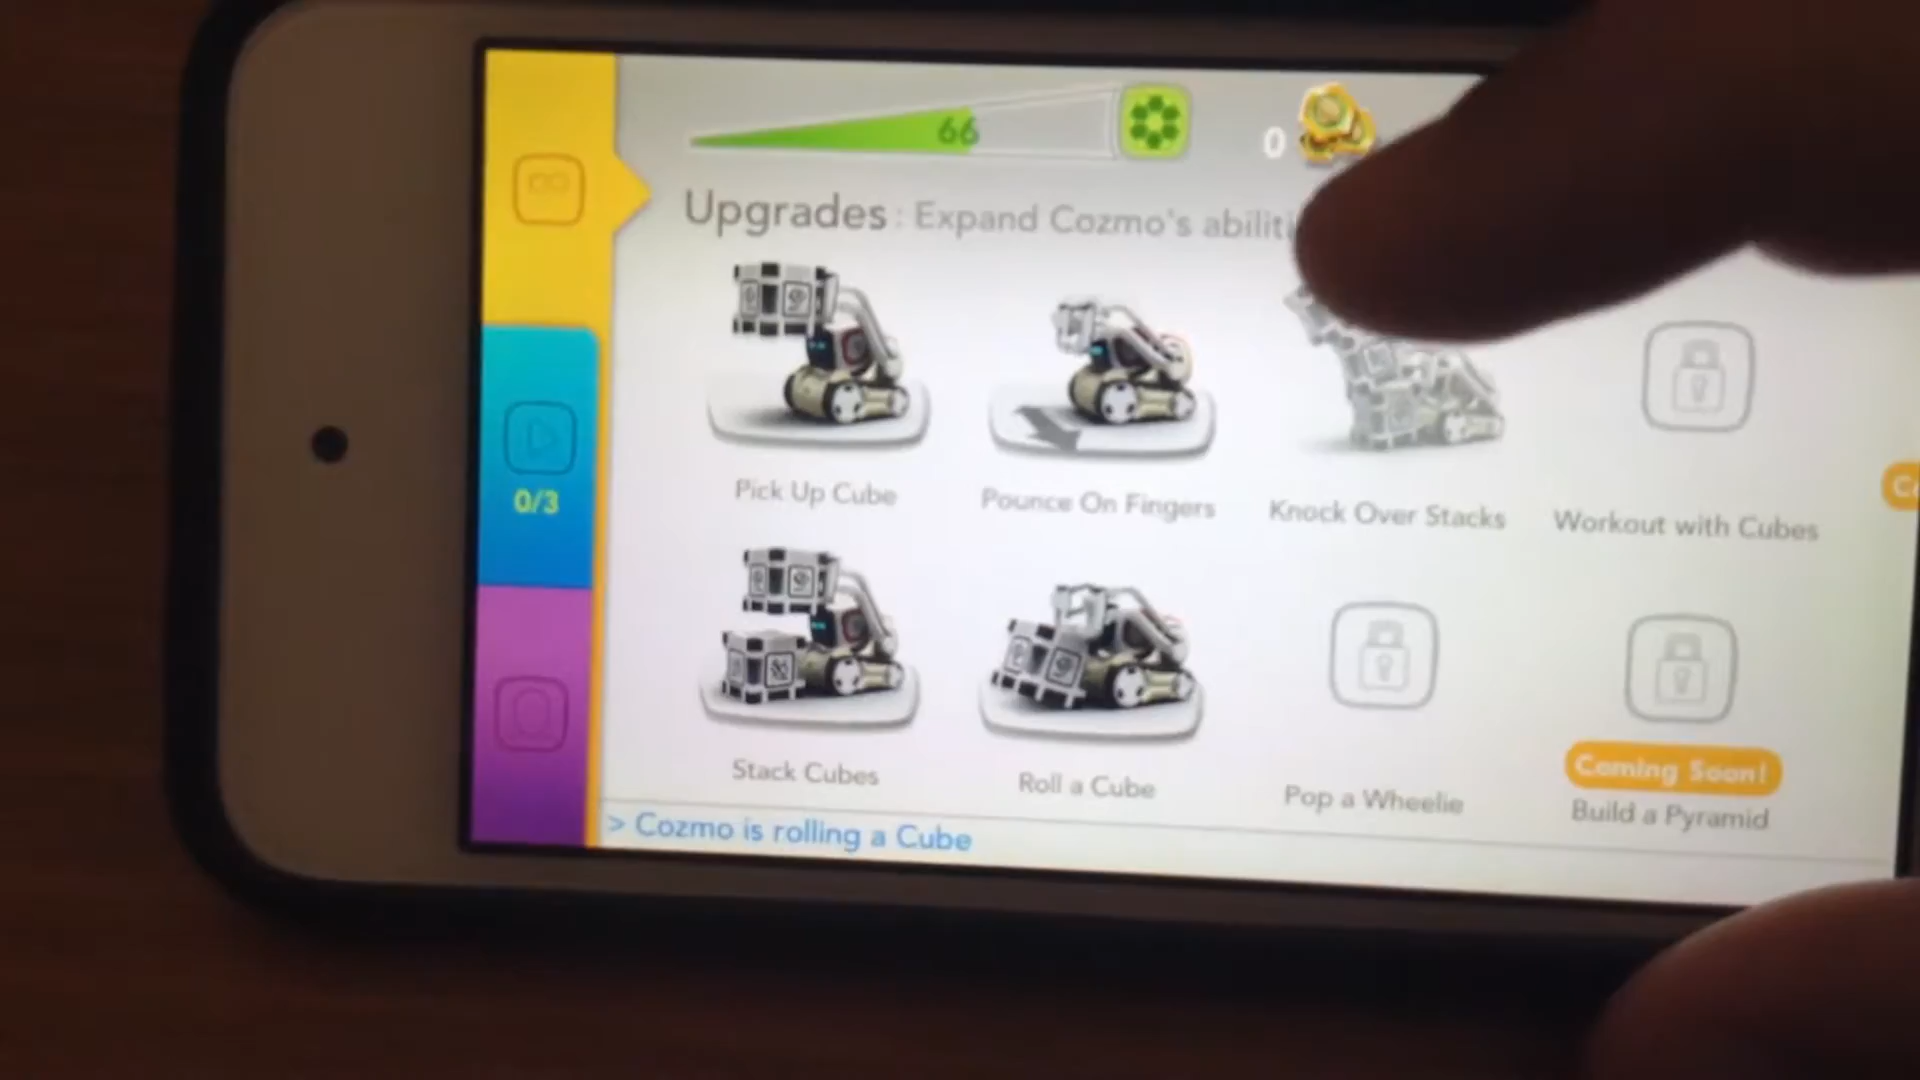 66
0
Upgrades : Expand Cozmo's abiliti
Pick Up Cube
Pounce On Fingers
Knock Over Stacks
Workout with Cubes
0/3
Stack Cubes
Roll a Cube
Pop a Wheelie
Coming Soon!
Build a Pyramid
> Cozmo is rolling a Cube